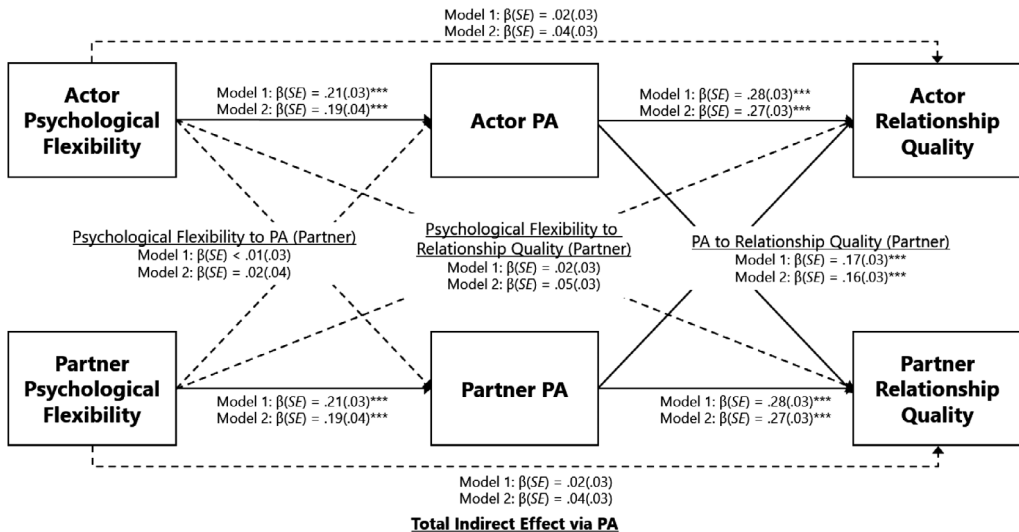 Model 1: β(SE) = .02(.03)
Model 2: β(SE) = .04(.03)
Actor
Psychological
Flexibility
Model 1: β(SE) = .21(.03)***
Model 2: β(SE) = .19(.04)***
Actor PA
Model 1: β(SE) = .28(.03)***
Model 2: β(SE) = .27(.03)***
Actor
Relationship
Quality
Psychological Flexibility to PA (Partner)
Model 1: β(SE) < .01(.03)
Model 2: β(SE) = .02(.04)
Psychological Flexibility to
Relationship Quality (Partner)
Model 1: β(SE) = .02(.03)
Model 2: β(SE) = .05(.03)
PA to Relationship Quality (Partner)
Model 1: β(SE) = .17(.03)***
Model 2: β(SE) = .16(.03)***
Partner
Psychological
Flexibility
Model 1: β(SE) = .21(.03)***
Model 2: β(SE) = .19(.04)***
Partner PA
Model 1: β(SE) = .28(.03)***
Model 2: β(SE) = .27(.03)***
Partner
Relationship
Quality
Model 1: β(SE) = .02(.03)
Model 2: β(SE) = .04(.03)
Total Indirect Effect via PA